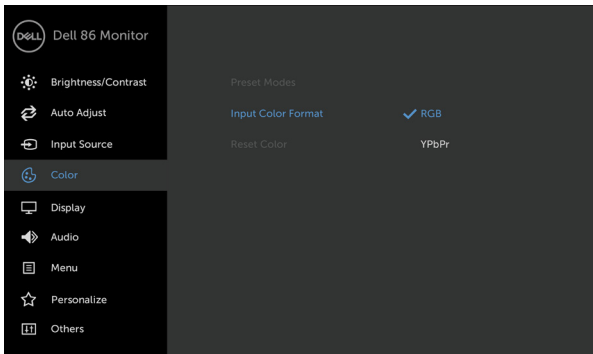 DELL Dell 86 Monitor
Brightness/Contrast
Preset Modes
Auto Adjust
Input Color Format
RGB
Input Source
Reset Color
YPbPr
Color
Display
Audio
Menu
Personalize
Others